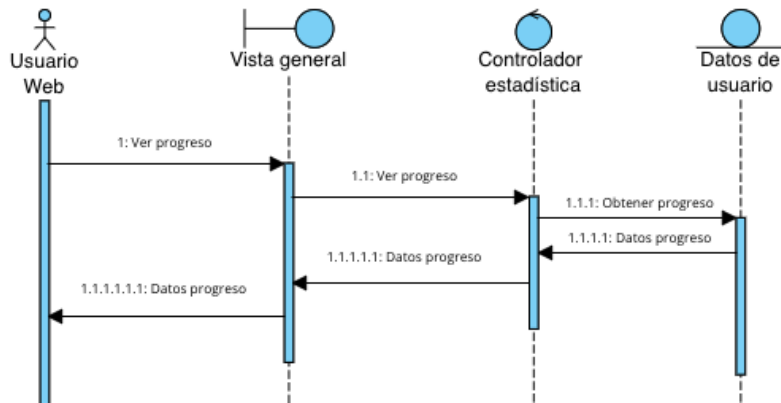 Usuario
Web
Vista general
Controlador
estadística
Datos de
usuario
1: Ver progreso
1.1: Ver progreso
1.1.1: Obtener progreso
1.1.1.1: Datos progreso
1.1.1.1.1: Datos progreso
1.1.1.1.1.1: Datos progreso